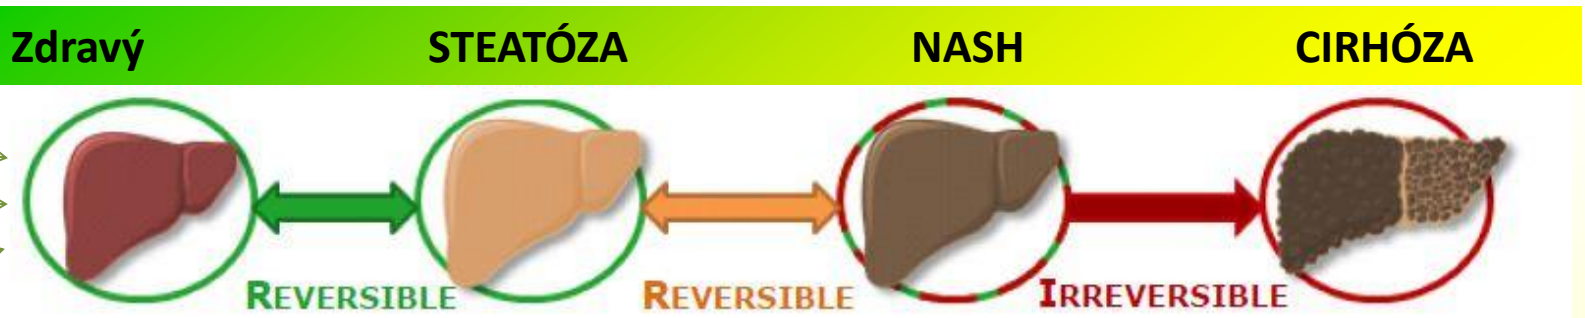 Zdravý STEATÓZA NASH CIRHÓZA
REVERSIBLE REVERSIBLE IRREVERSIBLE